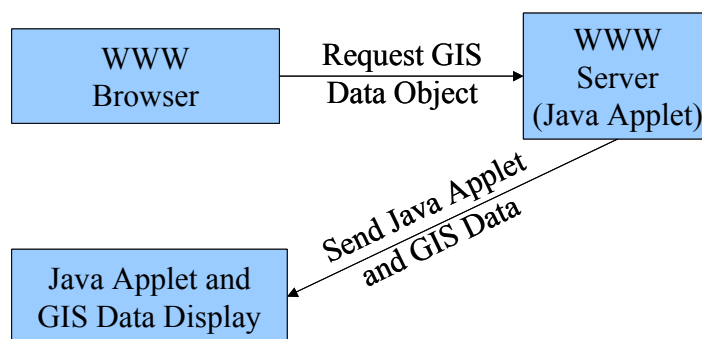 WWW
Browser
Request GIS
Data Object
WWW
Server
(Java Applet)
Send Java Applet
and GIS Data
Java Applet and
GIS Data Display